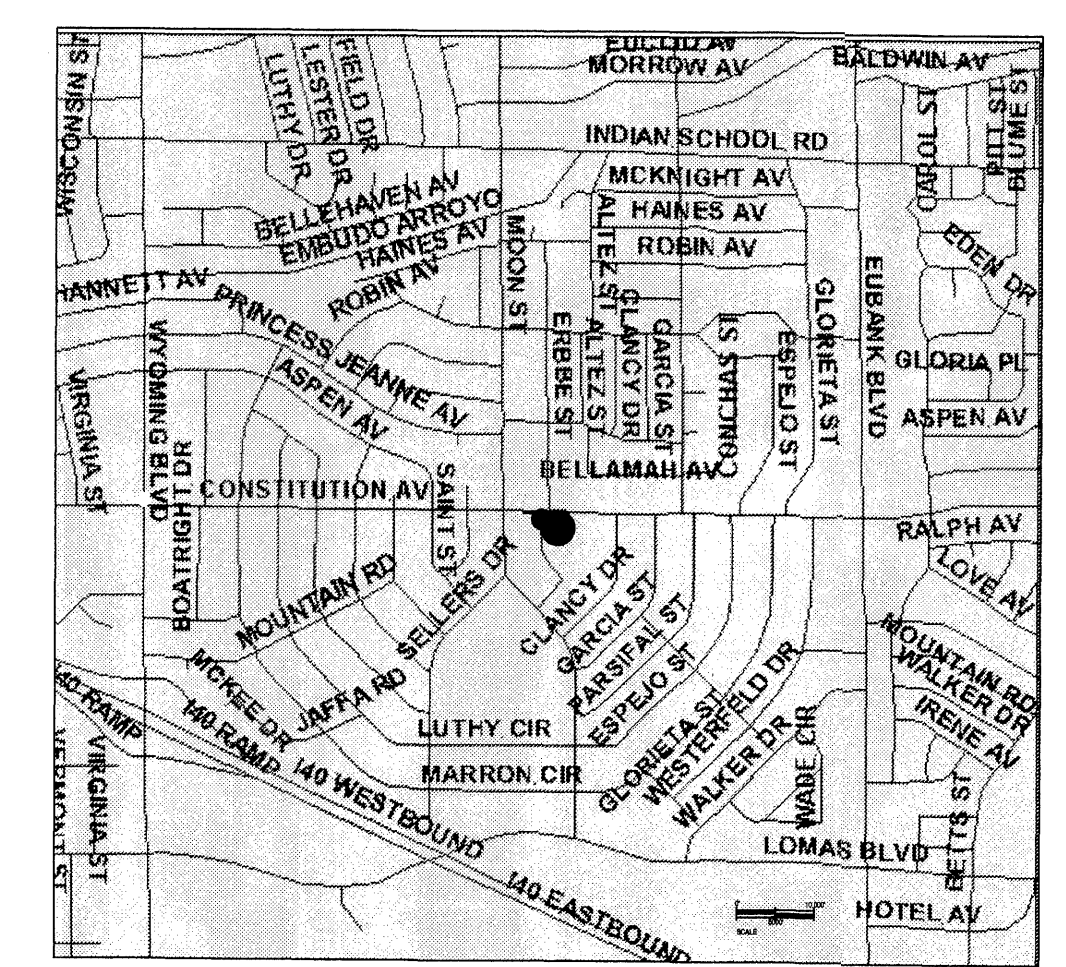 WISCONSIN ST
LUTHY DR
LESTER DR
FIELD DR
EUCLID AV
MORROW AV
BALDWIN AV
CAROL ST
PITT ST
BLUME ST
INDIAN SCHOOL RD
MCKNIGHT AV
BELLEHAVEN AV
EMBUDO ARROYO
HAINES AV
ROBIN AV
MOON ST
ALTEZ ST
HAINES AV
ROBIN AV
EDEN DR
HANNETT AV
PRINCESS JEANNE AV
ASPEN AV
WYOMING BLVD
VIRGINIA ST
BOATRIGHT DR
ERBBE ST
ALTEZ ST
CLANCY DR
GARCIA ST
CONCHAS ST
ESPEJO ST
GLORIETA ST
EUBANK BLVD
GLORIA PL
ASPEN AV
BELLAMAH AV
CONSTITUTION AV
SAINT ST
RALPH AV
LOVE AV
MOUNTAIN RD
SELLERS DR
CLANCY DR
GARCIA ST
PARSIFAL ST
ESPEJO ST
GLORIETA ST
WESTERFELD DR
WALKER DR
MOUNTAIN RD
WALKER DR
IRENE AV
MCKEE DR
JAFFA RD
LUTHY CIR
MARRON CIR
WADE CIR
I40 RAMP
I40 RAMP
I40 WESTBOUND
I40 EASTBOUND
VERMONT ST
VIRGINIA ST
LOMAS BLVD
BETTS ST
HOTEL AV
SCALE